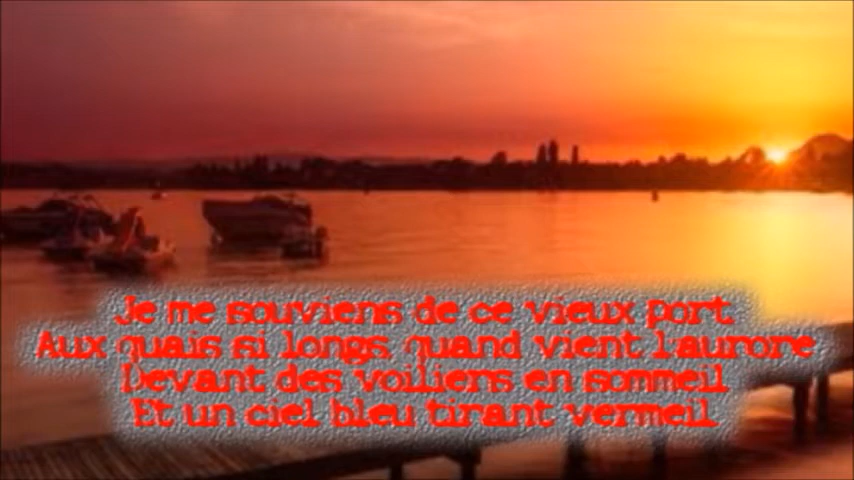 Je me souviens de ce vieux port
Aux quais si longs, quand vient l'aurore
Devant des voiliers en sommeil
Et un ciel bleu tirant vermeil